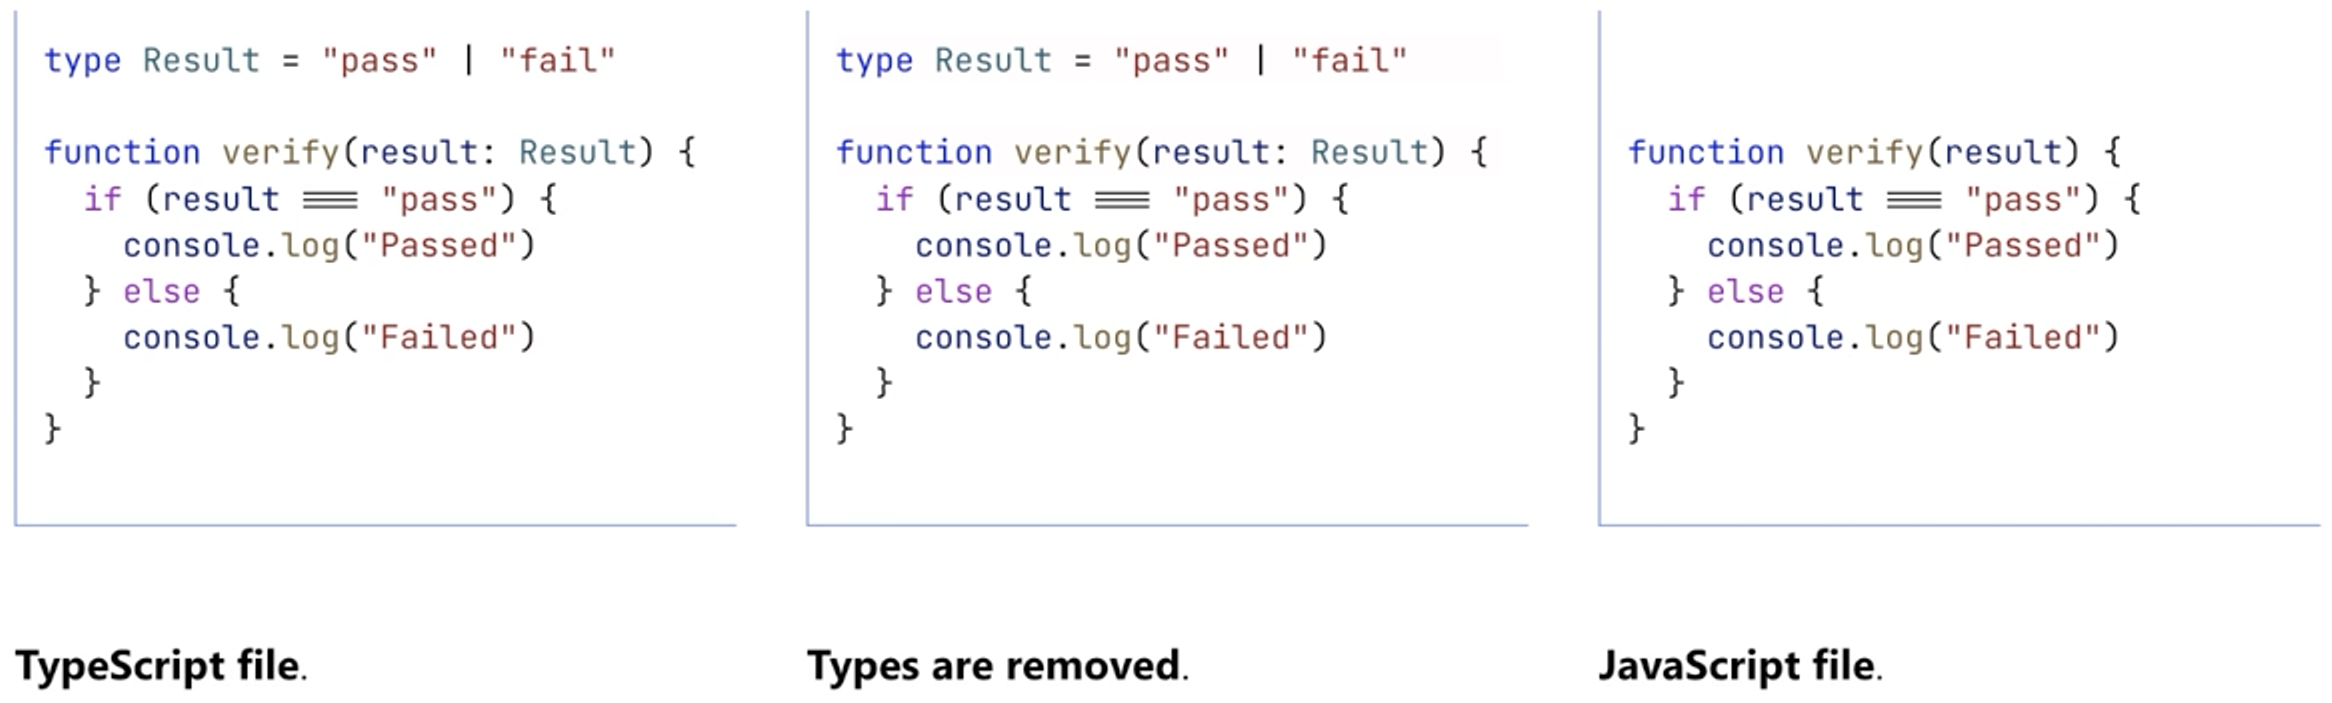 type Result = "pass" | "fail"
function verify(result: Result) {
if (result === "pass") {
console.log("Passed")
} else {
console.log("Failed")
}
}
TypeScript file.
type Result = "pass" | "fail"
function verify(result: Result) {
if (result === "pass") {
console.log("Passed")
} else {
console.log("Failed")
}
}
Types are removed.
function verify(result) {
if (result === "pass") {
console.log("Passed")
} else {
console.log("Failed")
}
}
JavaScript file.